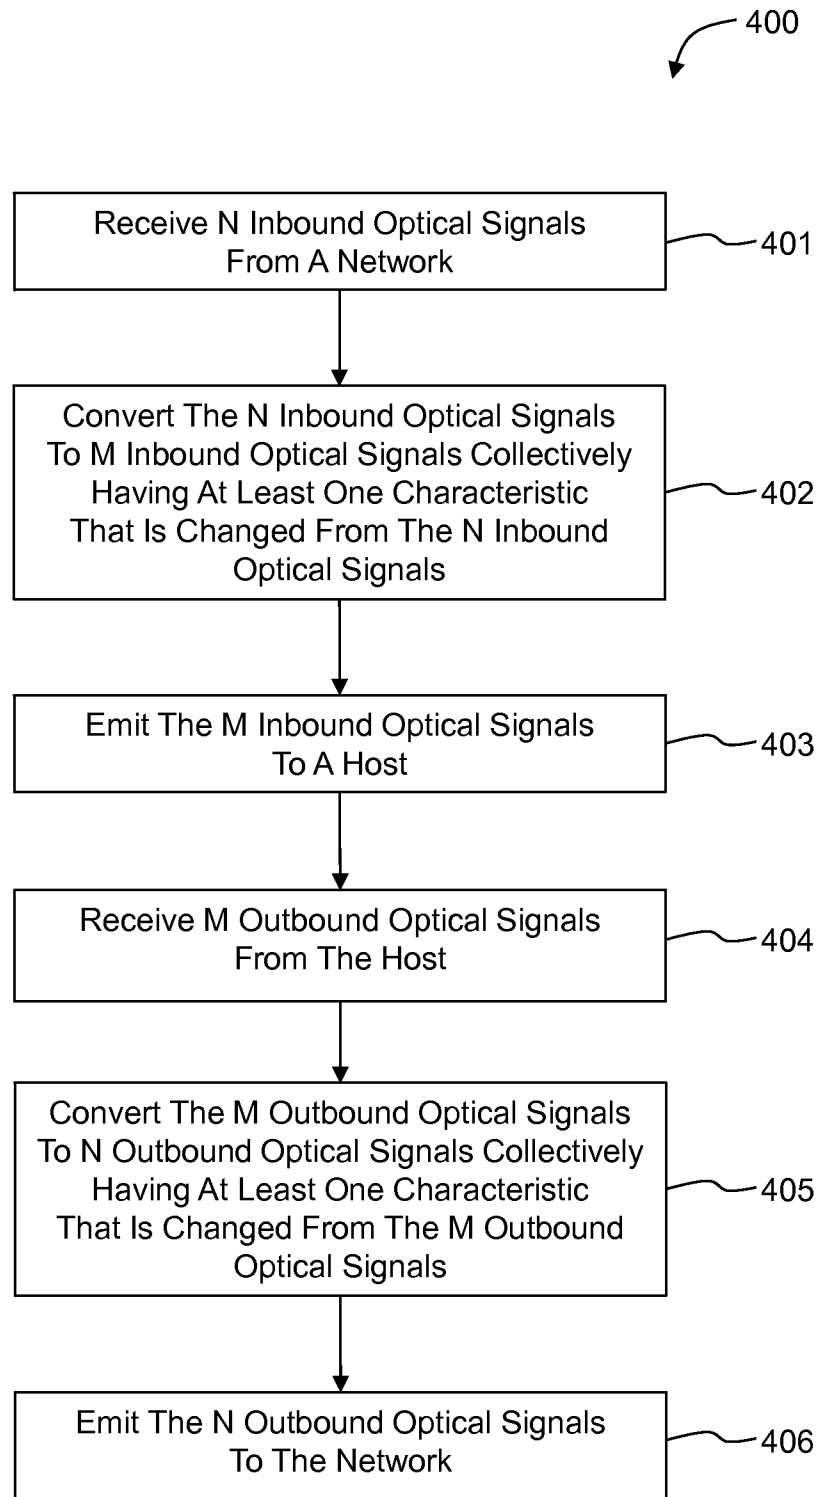 400
Receive N Inbound Optical Signals
From A Network
401
Convert The N Inbound Optical Signals
To M Inbound Optical Signals Collectively
Having At Least One Characteristic
That Is Changed From The N Inbound
Optical Signals
402
Emit The M Inbound Optical Signals
To A Host
403
Receive M Outbound Optical Signals
From The Host
404
Convert The M Outbound Optical Signals
To N Outbound Optical Signals Collectively
Having At Least One Characteristic
That Is Changed From The M Outbound
Optical Signals
405
Emit The N Outbound Optical Signals
To The Network
406